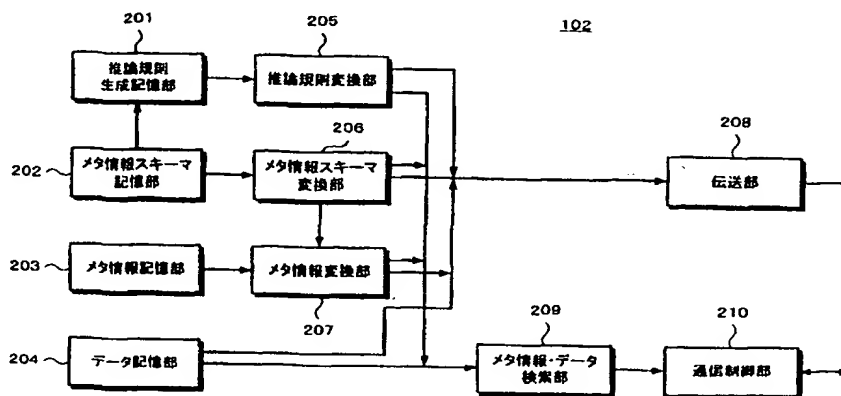 201
205
102
推論規則
生成記憶部
推論規則変換部
206
208
202
メタ情報スキーマ
記憶部
メタ情報スキーマ
変換部
伝送部
203
メタ情報記憶部
メタ情報変換部
207
209
210
204
データ記憶部
メタ情報・データ
検索部
通信制御部